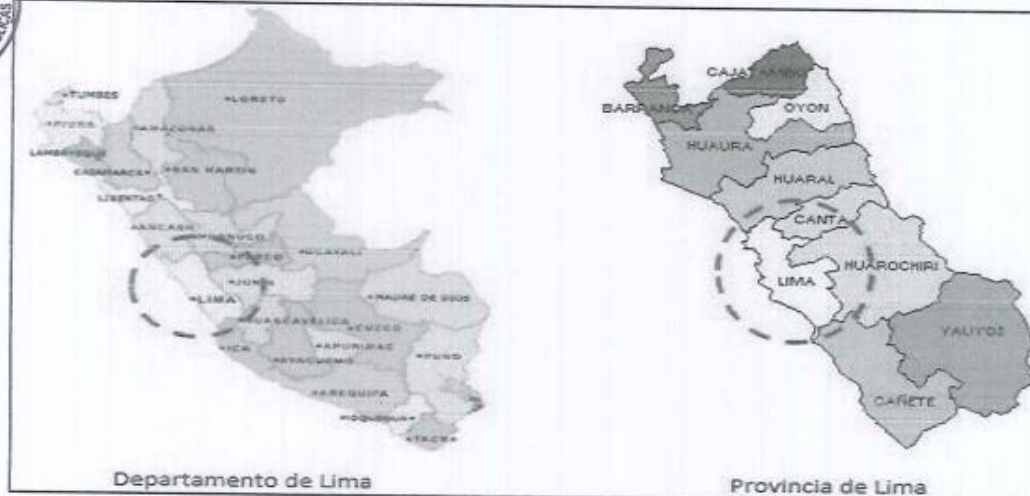 TUMBES
LORETO
PIURA
AMAZONAS
LAMBAYEQUE
CAJAMARCA
SAN MARTIN
LIBERTAD
ANCASH
HUANUCO
UCAYALI
PASCO
JUNIN
LIMA
MADRE DE DIOS
HUANCAVELICA
CUZCO
ICA
APURIMAC
AYACUCHO
PUNO
AREQUIPA
MOQUEGUA
TACNA
Departamento de Lima
CAJATAMBO
BARRANCA
OYON
HUAURA
HUARAL
CANTA
HUAROCHIRI
LIMA
YAUYOS
CAÑETE
Provincia de Lima